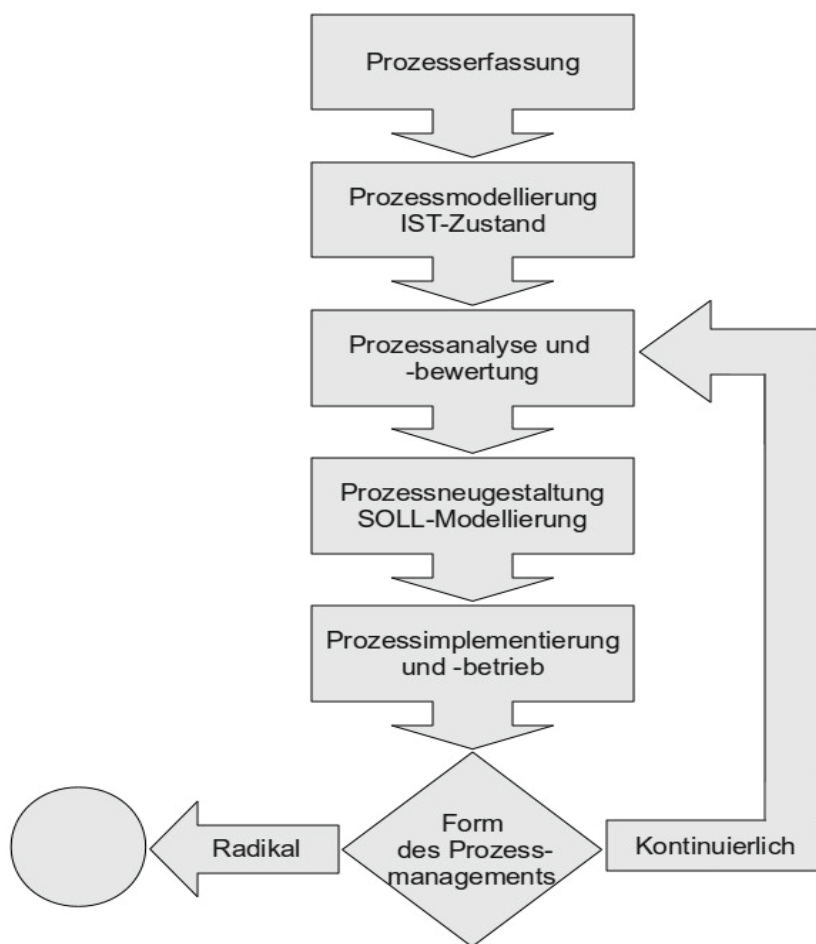 Prozesserfassung
Prozessmodellierung
IST-Zustand
Prozessanalyse und
-bewertung
Prozessneugestaltung
SOLL-Modellierung
Prozessimplementierung
und -betrieb
Form
des Prozess-
managements
Radikal
Kontinuierlich